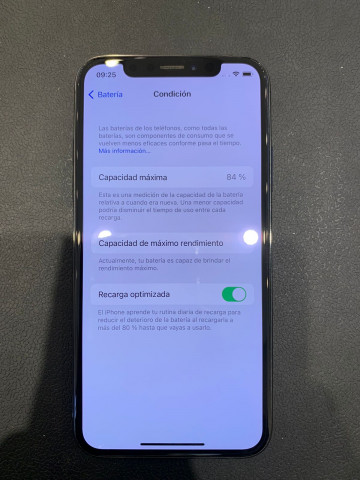 09:25
Batería
Condición
Las baterías de los teléfonos, como todas las
baterías, son componentes de consumo que se
vuelven menos eficaces conforme pasa el tiempo.
Más información...
Capacidad máxima 84 %
Esta es una medición de la capacidad de la batería
relativa a cuando era nueva. Una menor capacidad
podría disminuir el tiempo de uso entre cada
recarga.
Capacidad de máximo rendimiento
Actualmente, tu batería es capaz de brindar el
rendimiento máximo.
Recarga optimizada
El iPhone aprende tu rutina diaria de recarga para
reducir el deterioro de la batería al recargarla a
más del 80 % hasta que vayas a usarlo.